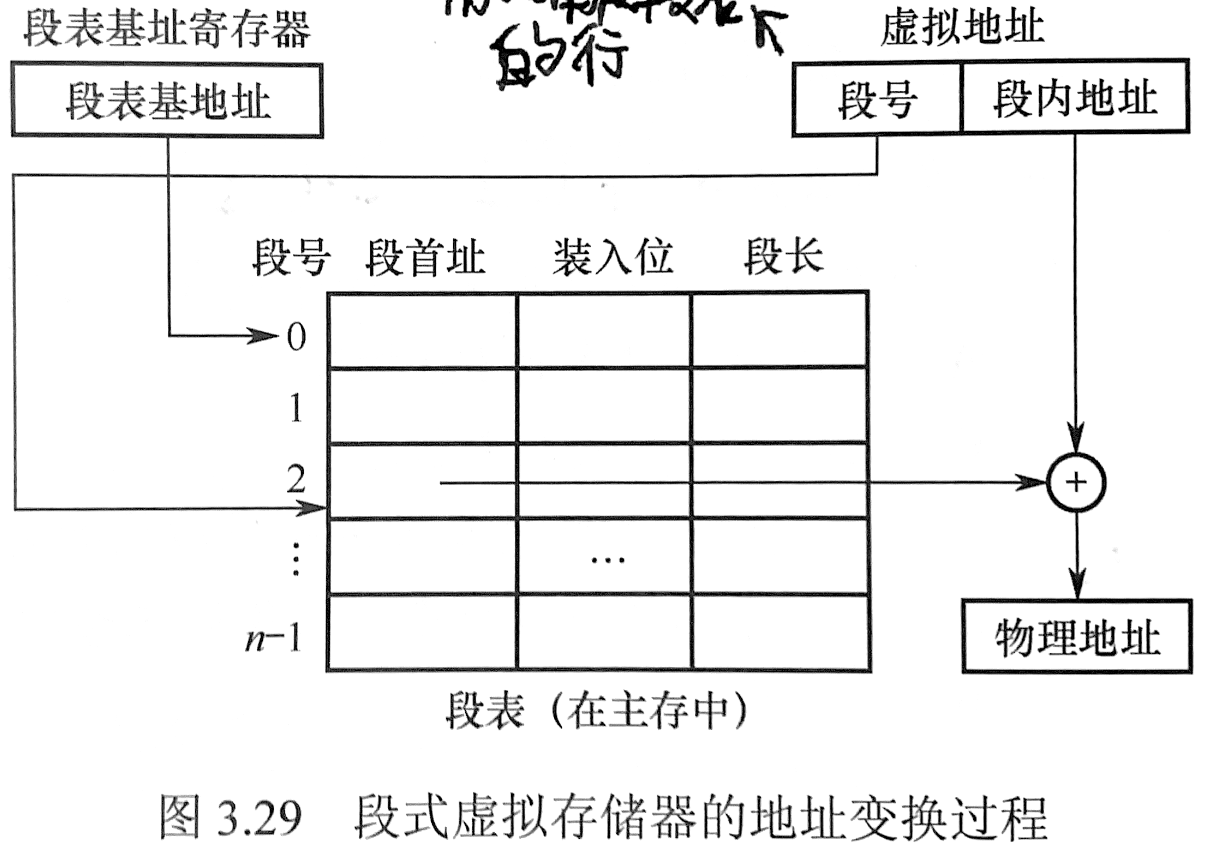 段表基址寄存器
的行
虚拟地址
段表基地址
段号 段内地址
段号 段首址 装入位 段长
0
1
2
⋮
…
n-1
物理地址
段表（在主存中）
图 3.29 段式虚拟存储器的地址变换过程